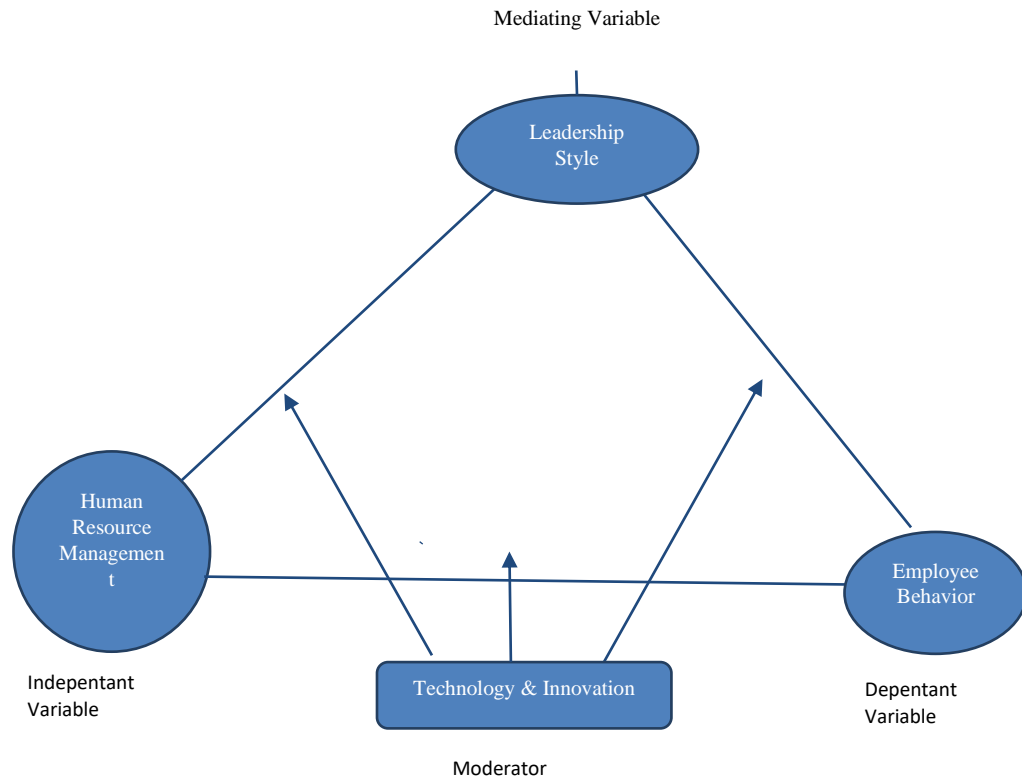 Mediating Variable
Leadership
Style
Human
Resource
Managemen
t
Employee
Behavior
Technology & Innovation
Indepentant
Variable
Depentant
Variable
Moderator